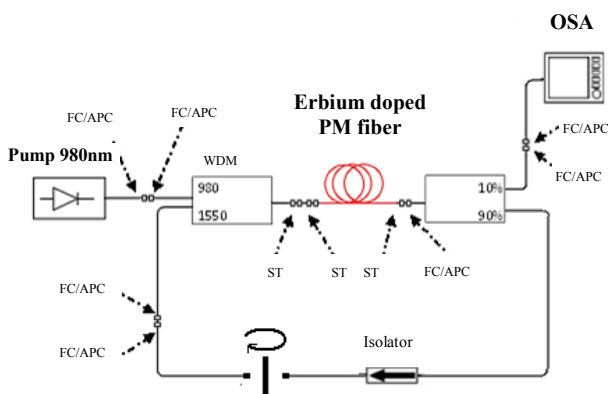 OSA
Erbium doped
PM fiber
FC/APC
FC/APC
FC/APC
FC/APC
Pump 980nm
WDM
980
1550
10%
90%
ST
ST
ST
FC/APC
FC/APC
FC/APC
Isolator